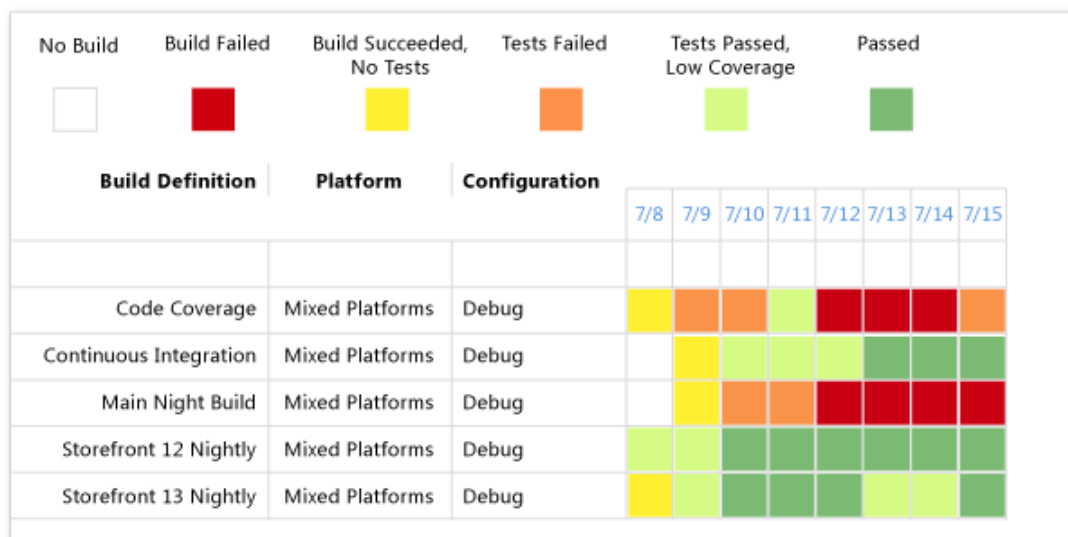 No Build Build Failed Build Succeeded, Tests Failed Tests Passed, Passed
No Tests Low Coverage
Build Definition Platform Configuration
7/8 7/9 7/10 7/11 7/12 7/13 7/14 7/15
Code Coverage Mixed Platforms Debug
Continuous Integration Mixed Platforms Debug
Main Night Build Mixed Platforms Debug
Storefront 12 Nightly Mixed Platforms Debug
Storefront 13 Nightly Mixed Platforms Debug